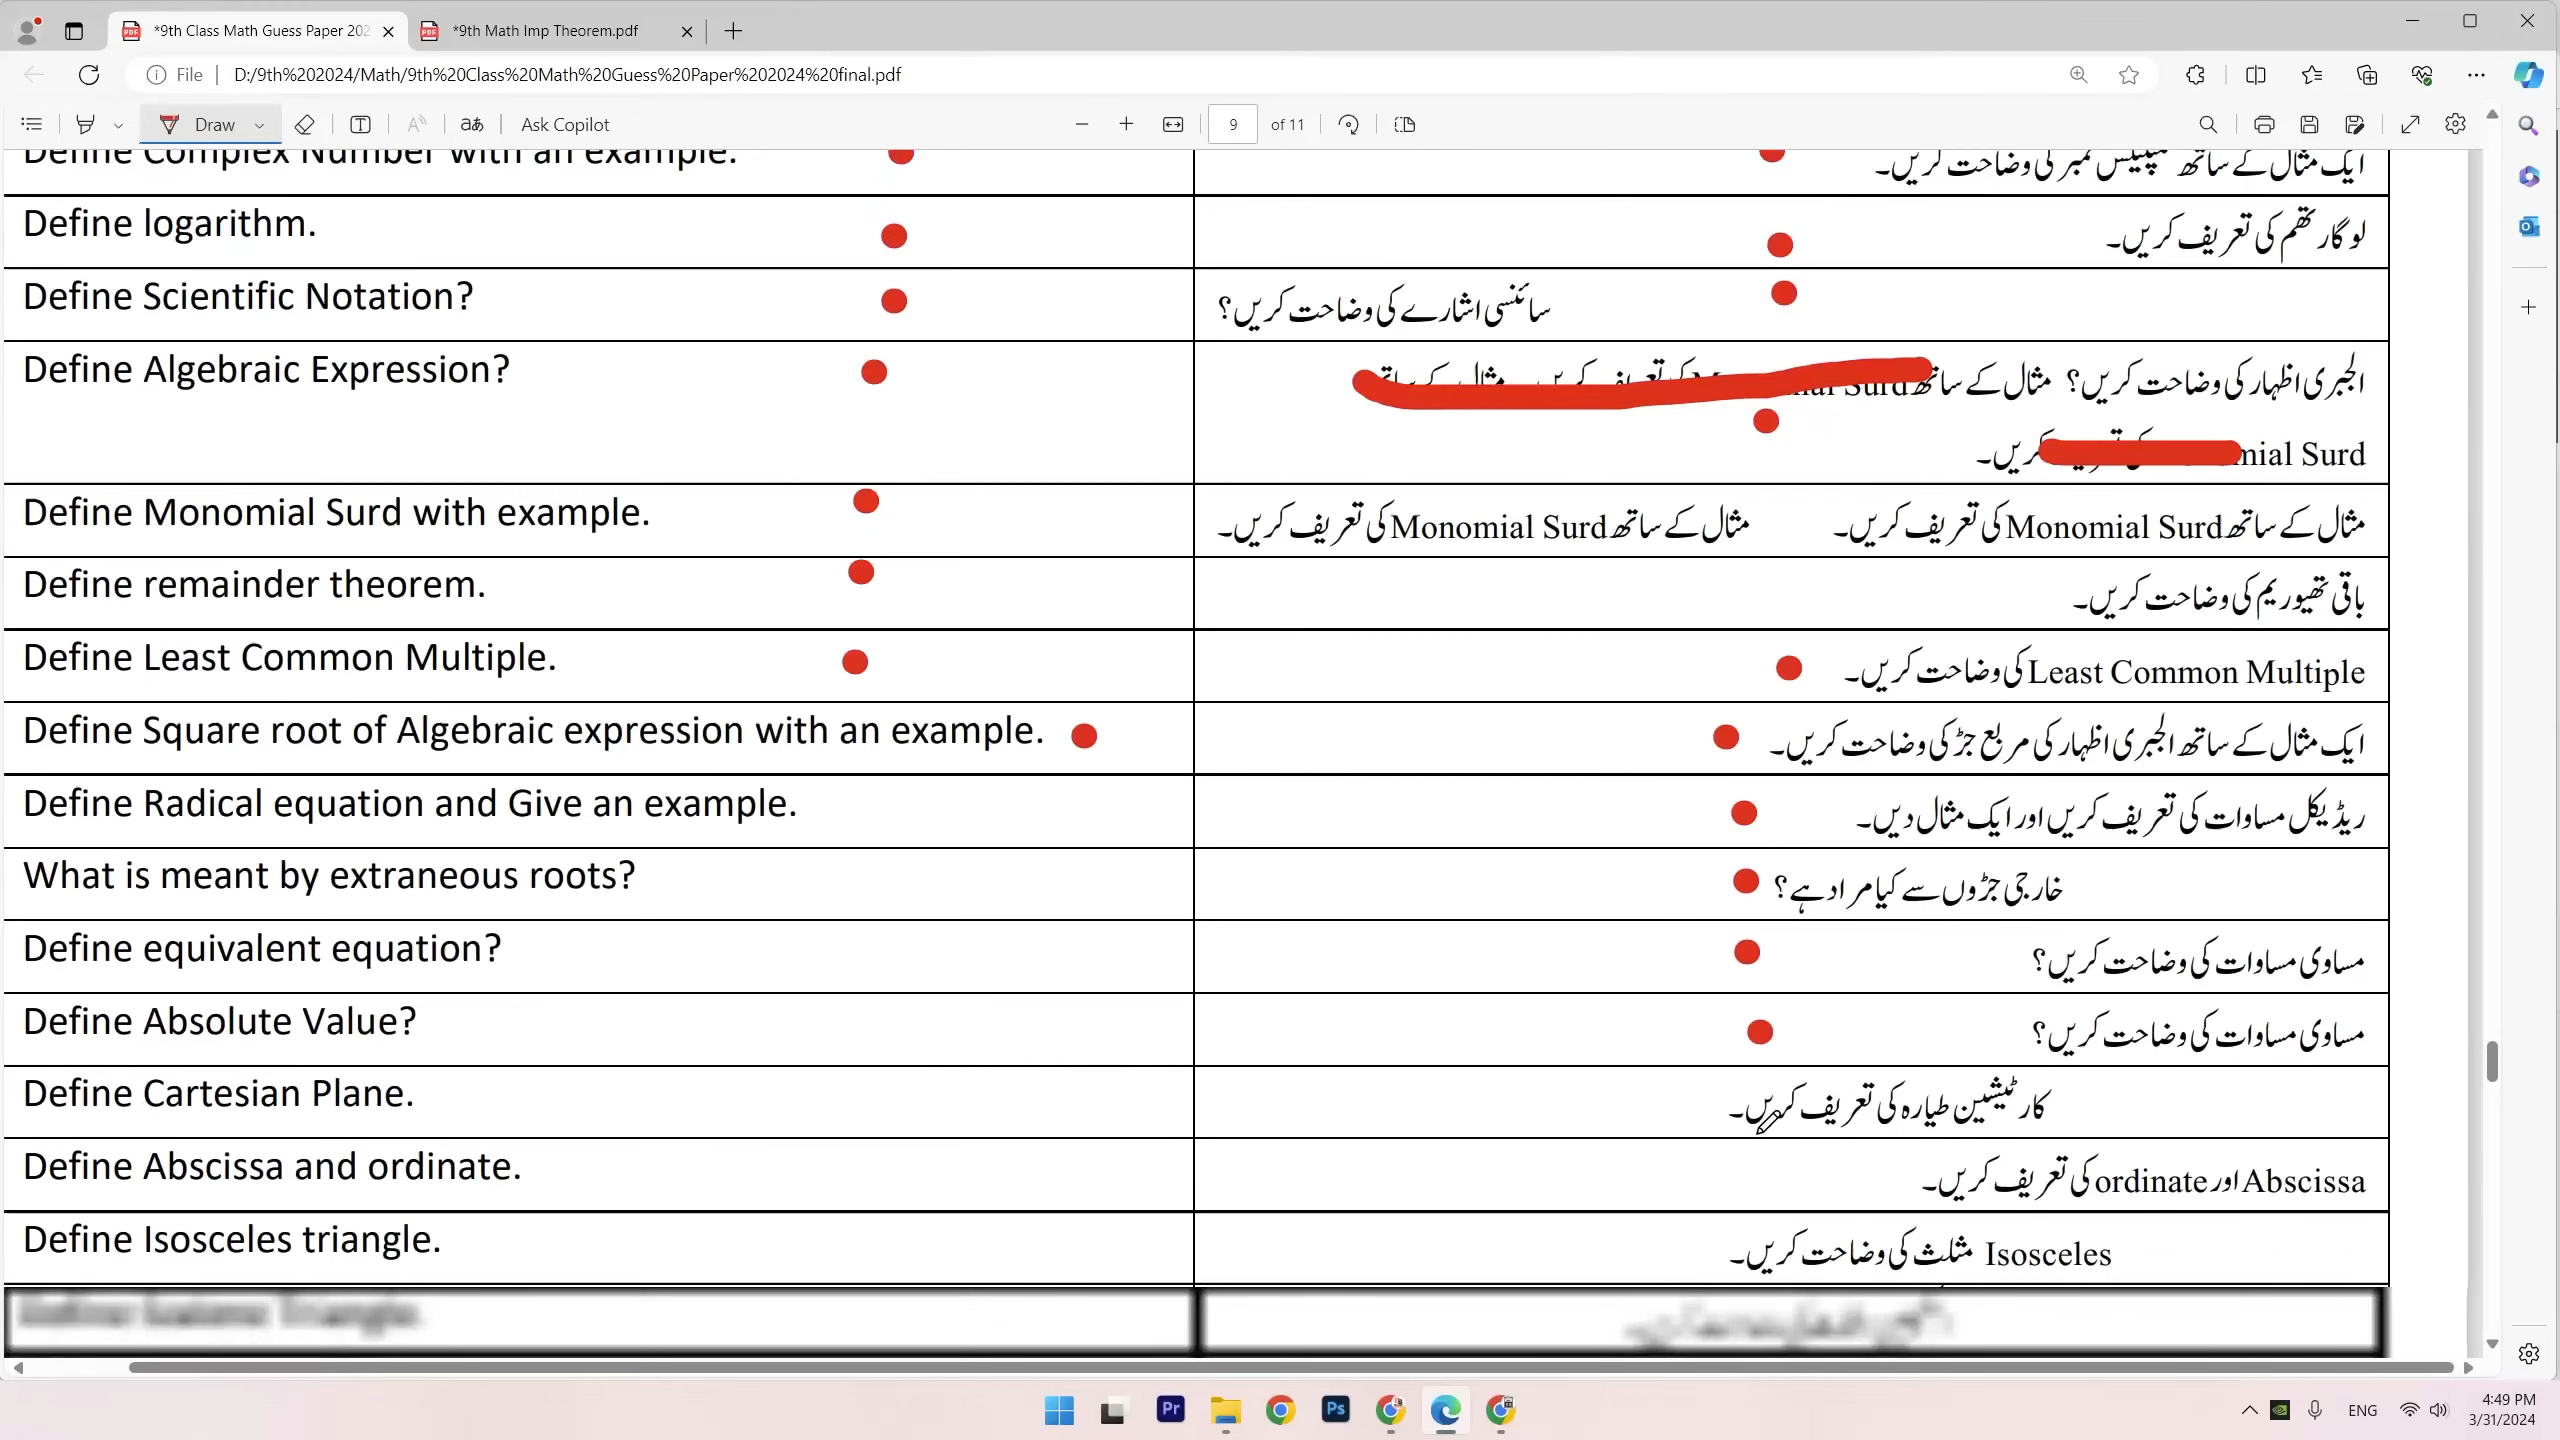 *9th Class Math Guess Paper 202
*9th Math Imp Theorem.pdf
File
D:/9th%202024/Math/9th%20Class%20Math%20Guess%20Paper%202024%20final.pdf
Draw
Ask Copilot
9 of 11
Define Complex Number with an example.
ایک مثال کے ساتھ کمپلیکس نمبر کی وضاحت کریں۔
Define logarithm.
لوگارتھم کی تعریف کریں۔
Define Scientific Notation?
سائنسی اشارے کی وضاحت کریں؟
Define Algebraic Expression?
الجبری اظہار کی وضاحت کریں؟ مثال کے ساتھ Surd کی تعریف کریں۔ مثال کے ساتھ
Surd کریں۔
Define Monomial Surd with example.
مثال کے ساتھ Monomial Surd کی تعریف کریں۔ مثال کے ساتھ Monomial Surd کی تعریف کریں۔
Define remainder theorem.
باقی تھیوریم کی وضاحت کریں۔
Define Least Common Multiple.
Least Common Multiple کی وضاحت کریں۔
Define Square root of Algebraic expression with an example.
ایک مثال کے ساتھ الجبری اظہار کی مربع جڑ کی وضاحت کریں۔
Define Radical equation and Give an example.
ریڈیکل مساوات کی تعریف کریں اور ایک مثال دیں۔
What is meant by extraneous roots?
خارجی جڑوں سے کیا مراد ہے؟
Define equivalent equation?
مساوی مساوات کی وضاحت کریں؟
Define Absolute Value?
مساوی مساوات کی وضاحت کریں؟
Define Cartesian Plane.
کارٹیشین طیارہ کی تعریف کریں۔
Define Abscissa and ordinate.
Abscissa اور ordinate کی تعریف کریں۔
Define Isosceles triangle.
Isosceles مثلث کی وضاحت کریں۔
ENG
4:49 PM
3/31/2024